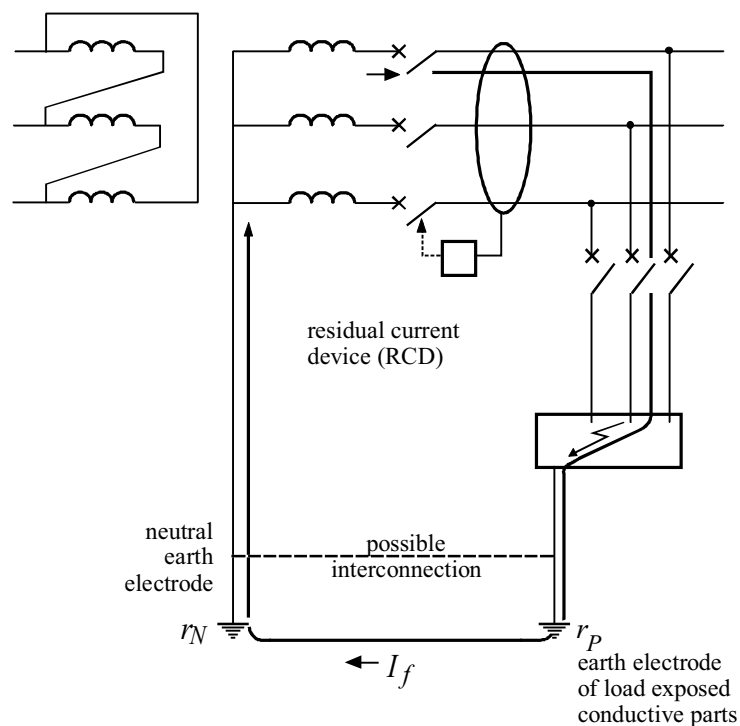 residual current
device (RCD)
neutral
earth
electrode
possible
interconnection
r_N
r_P
I_f
earth electrode
of load exposed
conductive parts